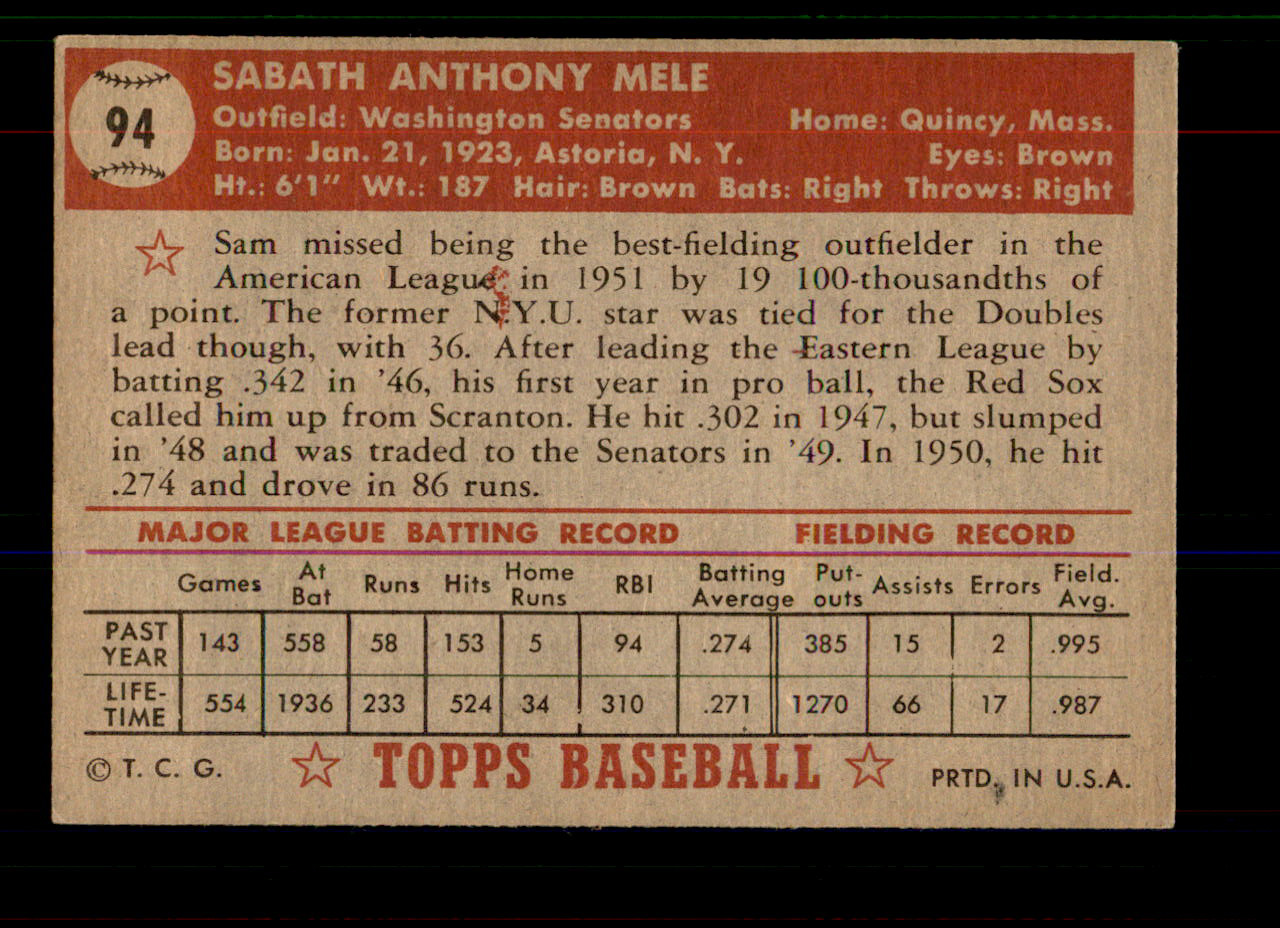 94
SABATH ANTHONY MELE
Outfield: Washington Senators Home: Quincy, Mass.
Born: Jan. 21, 1923, Astoria, N. Y. Eyes: Brown
Ht.: 6'1" Wt.: 187 Hair: Brown Bats: Right Throws: Right
Sam missed being the best-fielding outfielder in the
American League in 1951 by 19 100-thousandths of
a point. The former N.Y.U. star was tied for the Doubles
lead though, with 36. After leading the Eastern League by
batting .342 in '46, his first year in pro ball, the Red Sox
called him up from Scranton. He hit .302 in 1947, but slumped
in '48 and was traded to the Senators in '49. In 1950, he hit
.274 and drove in 86 runs.
MAJOR LEAGUE BATTING RECORD FIELDING RECORD
Games At Bat Runs Hits Home Runs RBI Batting Average Put-outs Assists Errors Field. Avg.
PAST YEAR 143 558 58 153 5 94 .274 385 15 2 .995
LIFE-TIME 554 1936 233 524 34 310 .271 1270 66 17 .987
© T. C. G. TOPPS BASEBALL PRTD. IN U.S.A.